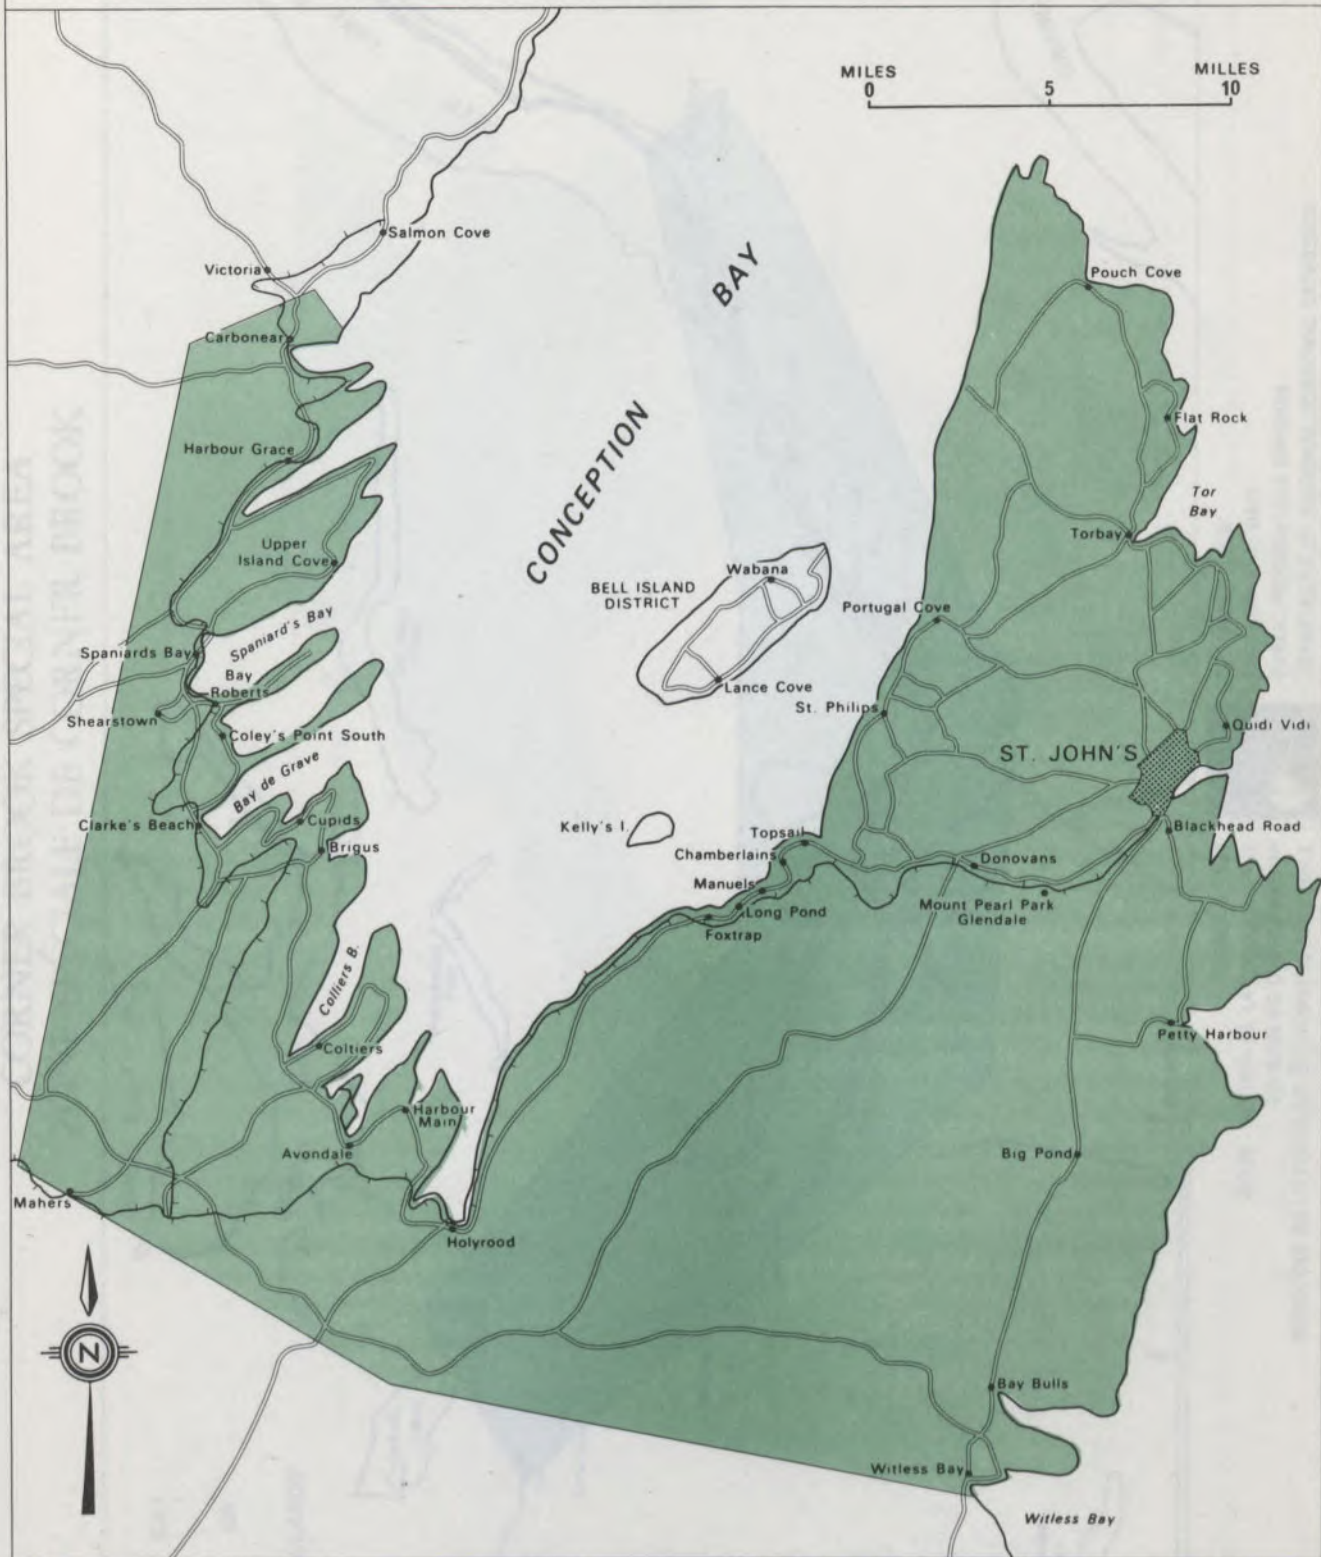 MILES
MILLES
0
5
10
Salmon Cove
Victoria
BAY
Pouch Cove
Carbonear
Flat Rock
Harbour Grace
CONCEPTION
Tor
Bay
Torbay
Upper
Island Cove
Wabana
BELL ISLAND
DISTRICT
Portugal Cove
Spaniard's Bay
Spaniards Bay
Bay
Roberts
Lance Cove
St. Philips
Shearstown
Coley's Point South
Quidi Vidi
ST. JOHN'S
Bay de Grave
Clarke's Beach
Cupids
Kelly's I.
Topsail
Blackhead Road
Brigus
Chamberlains
Donovans
Manuels
Mount Pearl Park
Glendale
Long Pond
Foxtrap
Colliers B.
Petty Harbour
Coltiers
Harbour
Main
Avondale
Big Pond
Mahers
Holyrood
N
Bay Bulls
Witless Bay
Witless Bay